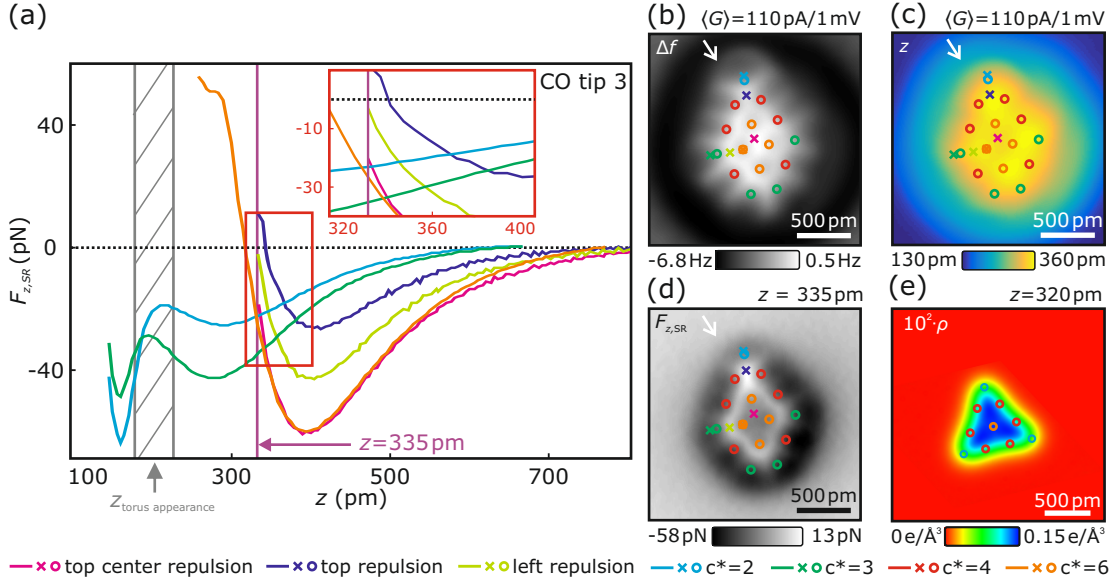 (a)
CO tip 3
40
0
-40
F_z,SR (pN)
-10
-30
320
360
400
z=335 pm
100
300
500
700
z (pm)
z_torus appearance
(b)
⟨G⟩=110 pA/1 mV
Δf
500 pm
-6.8 Hz
0.5 Hz
(c)
⟨G⟩=110 pA/1 mV
z
500 pm
130 pm
360 pm
(d)
z = 335 pm
F_z,SR
500 pm
-58 pN
13 pN
(e)
z=320 pm
10²·ρ
500 pm
0 e/Å³
0.15 e/Å³
top center repulsion
top repulsion
left repulsion
c*=2
c*=3
c*=4
c*=6